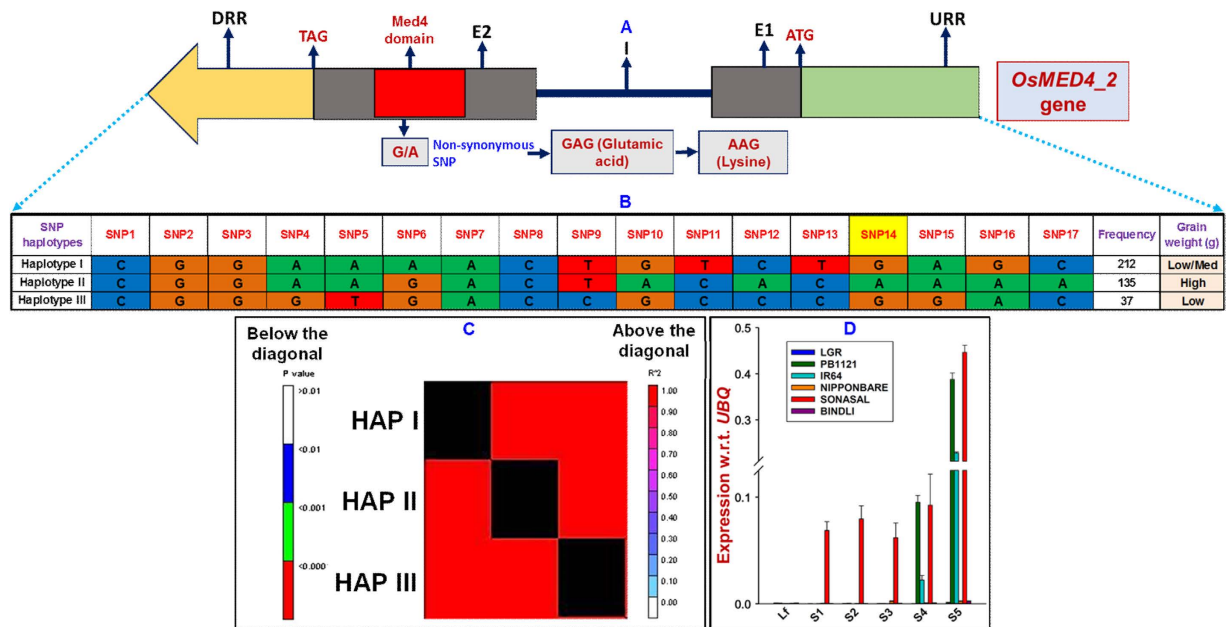 DRR
TAG
Med4
domain
E2
A
I
E1
ATG
URR
OsMED4_2
gene
G/A
Non-synonymous
SNP
GAG (Glutamic
acid)
AAG
(Lysine)
B
SNP haplotypes SNP1 SNP2 SNP3 SNP4 SNP5 SNP6 SNP7 SNP8 SNP9 SNP10 SNP11 SNP12 SNP13 SNP14 SNP15 SNP16 SNP17 Frequency Grain weight (g)
Haplotype I C G G A A A A C T G T C T G A G C 212 Low/Med
Haplotype II C G G A A G A C T A C A C A A A A 135 High
Haplotype III C G G G T G A C C G C C C G G A C 37 Low
C
Below the
diagonal
P value
>0.01
<0.01
<0.001
<0.000
HAP I
HAP II
HAP III
Above the
diagonal
R^2
1.00
0.90
0.80
0.70
0.60
0.50
0.40
0.30
0.20
0.10
0.00
D
Expression w.r.t. UBQ
0.5
0.4
0.3
0.1
0.0
LGR
PB1121
IR64
NIPPONBARE
SONASAL
BINDLI
Lf S1 S2 S3 S4 S5